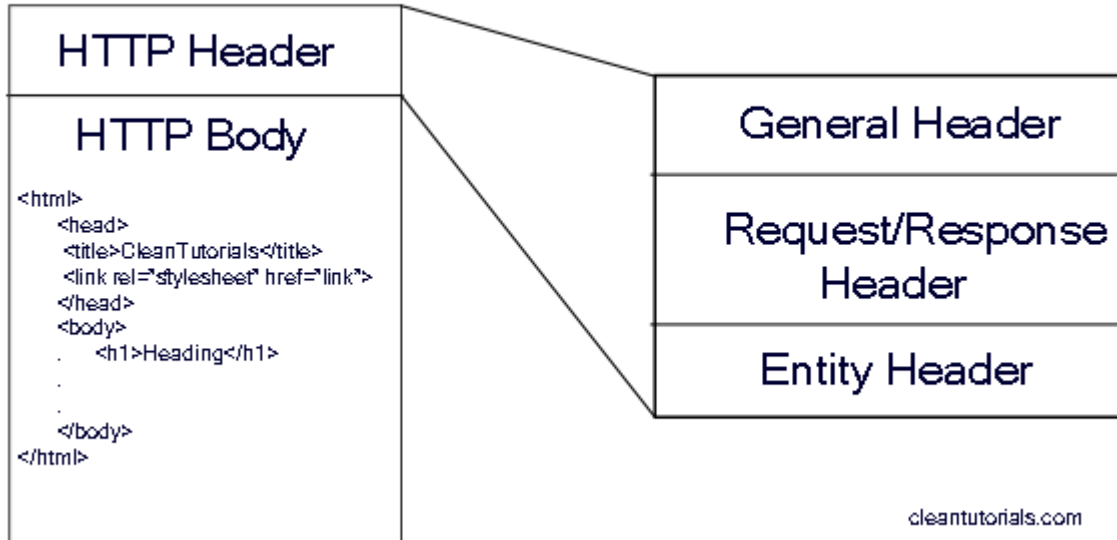 HTTP Header
HTTP Body
<html>
<head>
<title>CleanTutorials</title>
<link rel="stylesheet" href="link">
</head>
<body>
. <h1>Heading</h1>
.
.
</body>
</html>
General Header
Request/Response
Header
Entity Header
cleantutorials.com